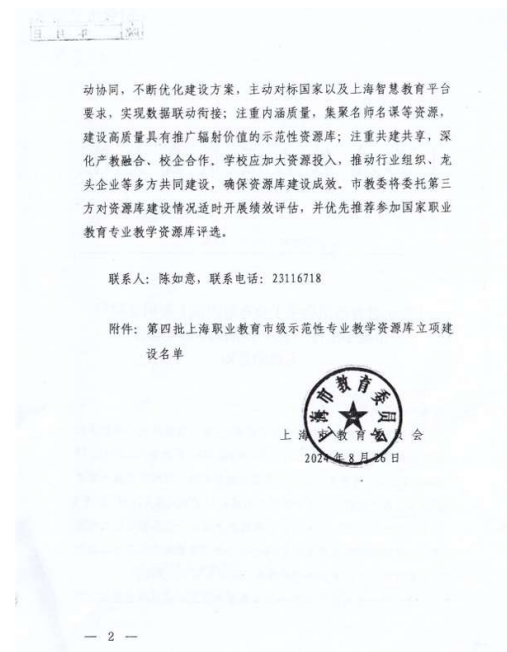 动协同，不断优化建设方案，主动对标国家以及上海智慧教育平台
要求，实现数据联动衔接；注重内涵质量，集聚名师名课等资源，
建设高质量具有推广辐射价值的示范性资源库；注重共建共享，深
化产教融合、校企合作。学校应加大资源投入，推动行业组织、龙
头企业等多方共同建设，确保资源库建设成效。市教委将委托第三
方对资源库建设情况适时开展绩效评估，并优先推荐参加国家职业
教育专业教学资源库评选。
联系人：陈如意，联系电话：23116718
附件：第四批上海职业教育市级示范性专业教学资源库立项建
设名单
上海市教育委员会
上海市教育委员会
2024年8月26日
— 2 —